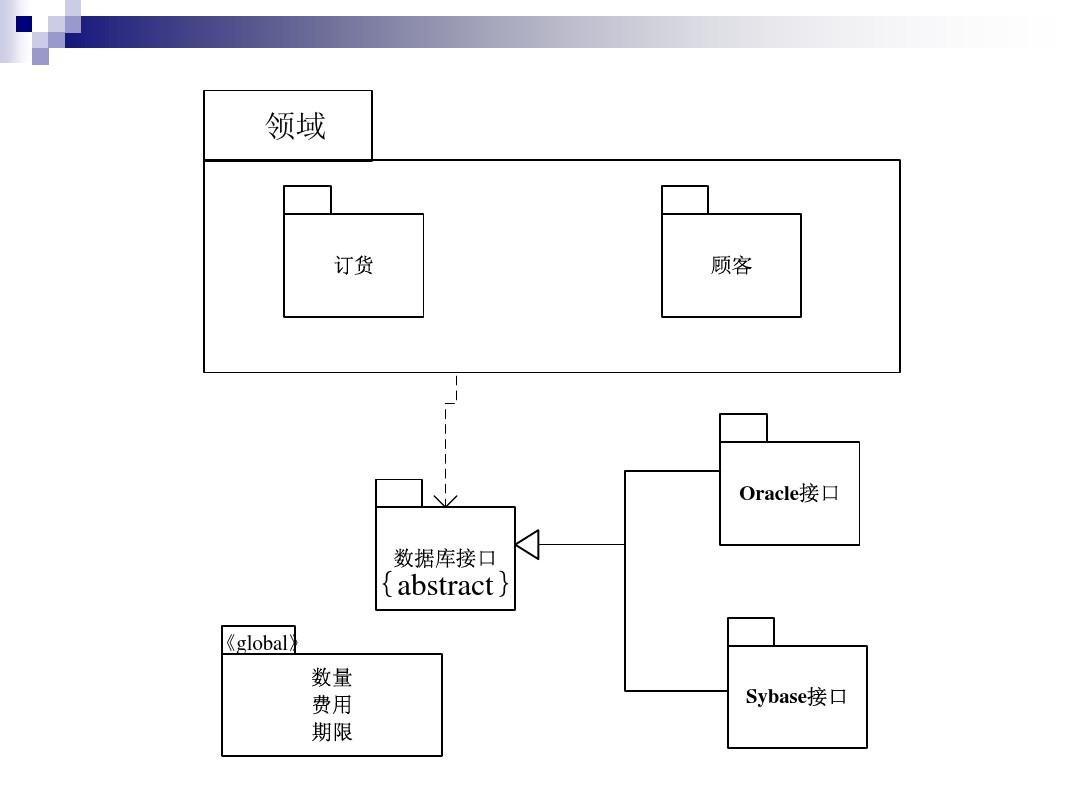 领域
订货
顾客
Oracle接口
数据库接口
{abstract}
《global》
数量
费用
期限
Sybase接口